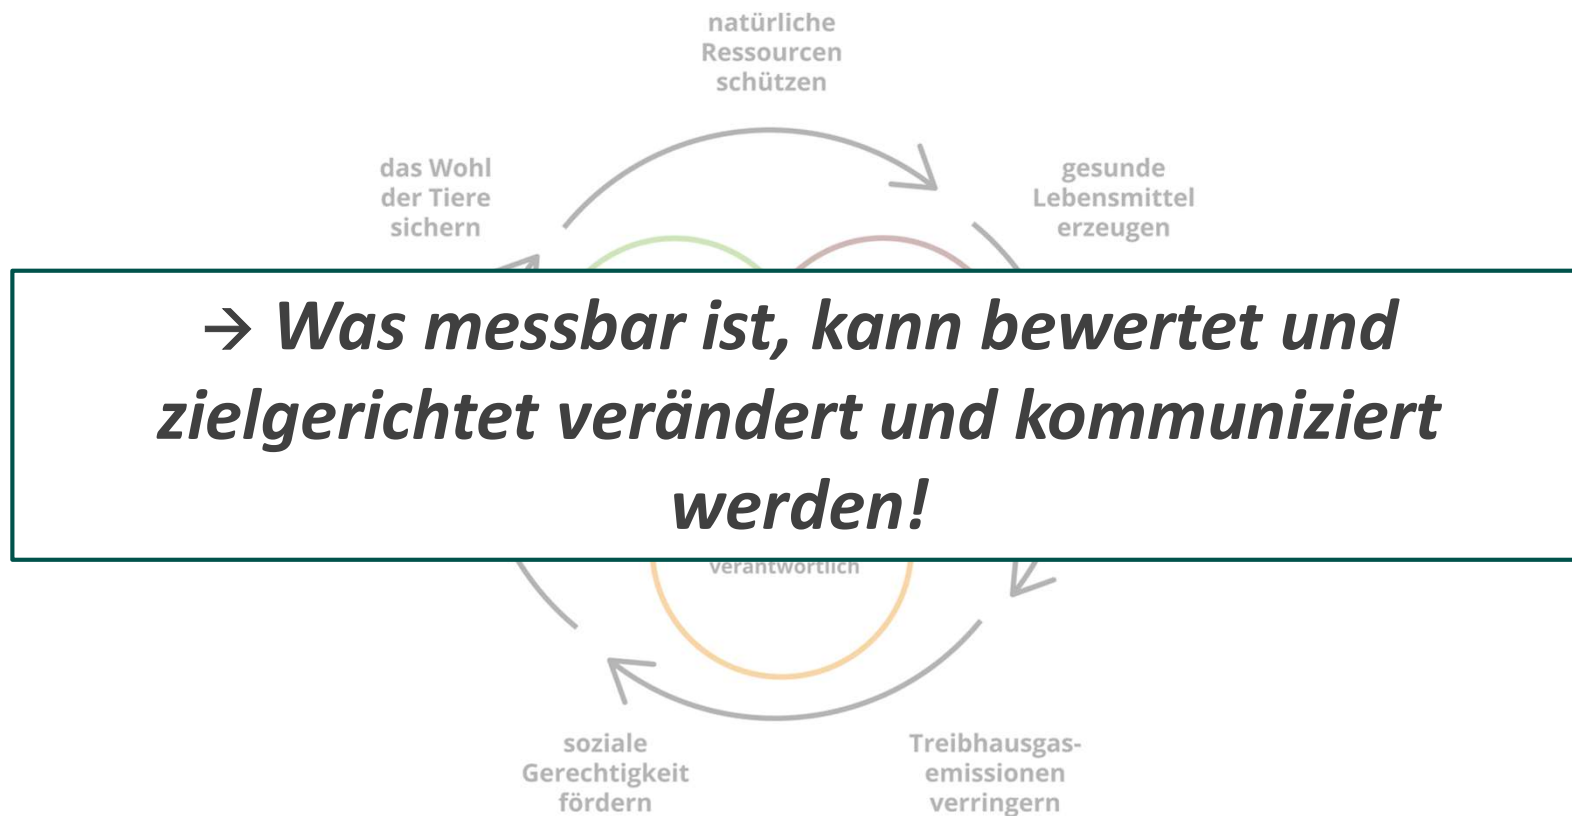 natürliche
Ressourcen
schützen
das Wohl
der Tiere
sichern
gesunde
Lebensmittel
erzeugen
→ Was messbar ist, kann bewertet und
zielgerichtet verändert und kommuniziert
werden!
verantwortlich
soziale
Gerechtigkeit
fördern
Treibhausgas-
emissionen
verringern